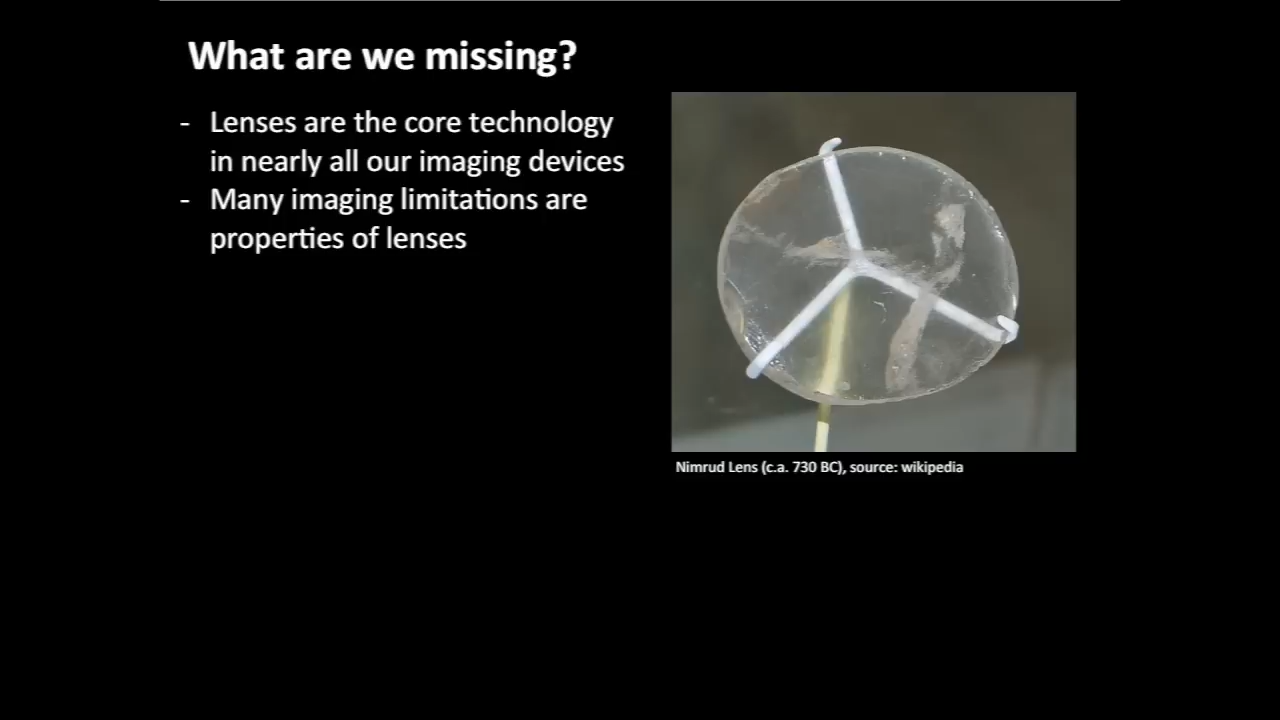 What are we missing?
- Lenses are the core technology
in nearly all our imaging devices
- Many imaging limitations are
properties of lenses
Nimrud Lens (c.a. 730 BC), source: wikipedia